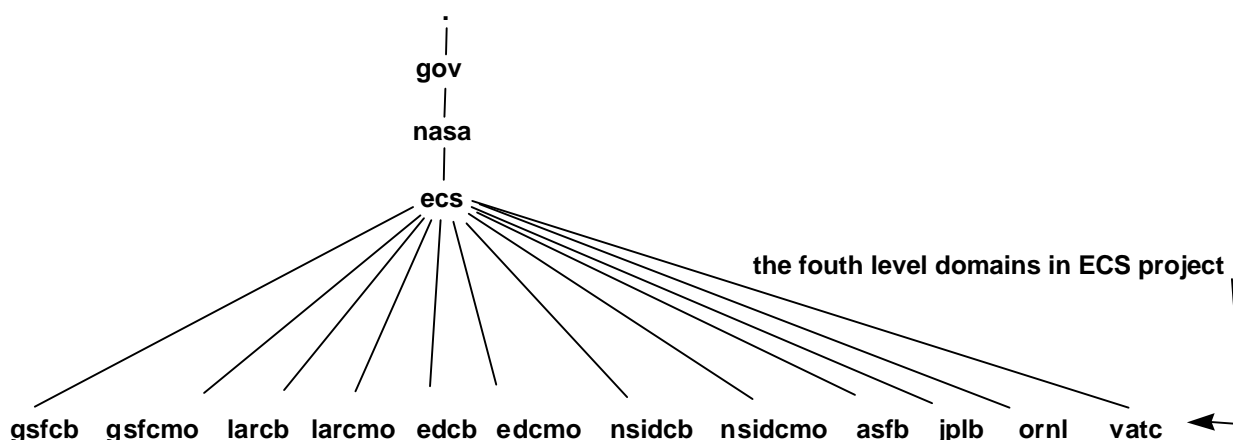 .
gov
nasa
ecs
the fouth level domains in ECS project
gsfcb gsfcmo larcb larcmo edcb edcmo nsidcb nsidcmo asfb jplb ornl vatc